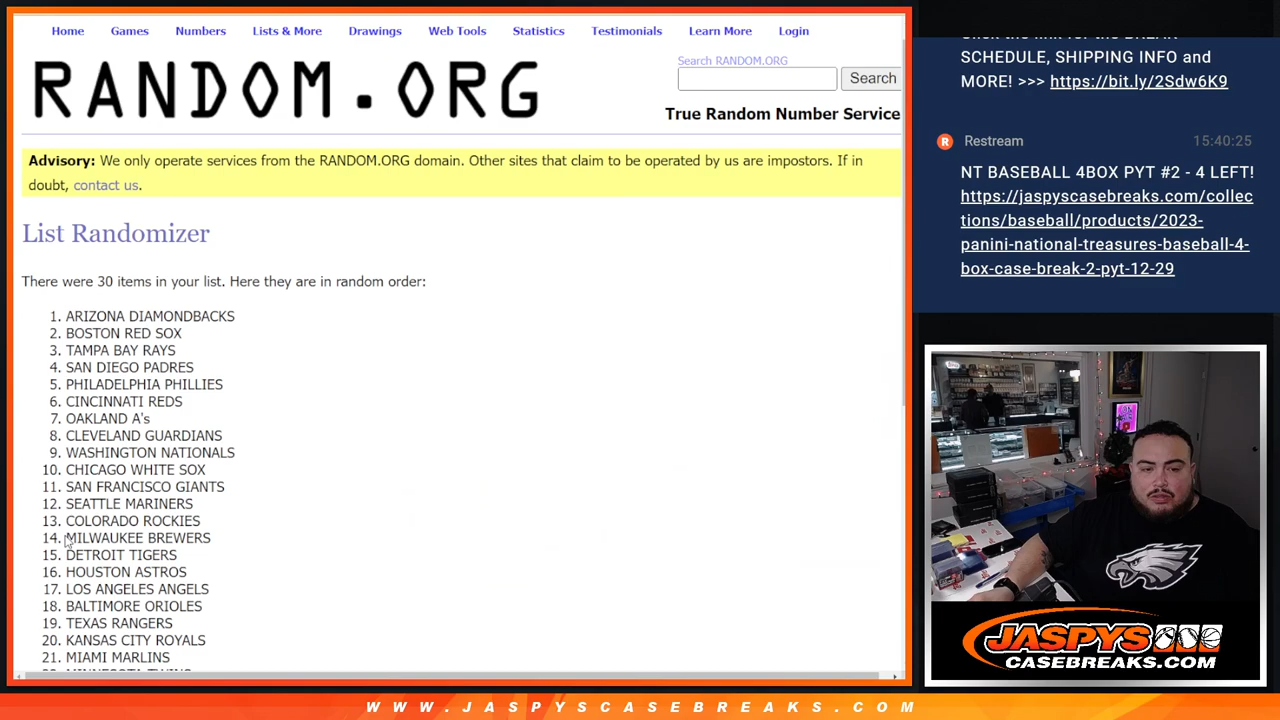 Home Games Numbers Lists & More Drawings Web Tools Statistics Testimonials Learn More Login
RANDOM.ORG
Search RANDOM.ORG
Search
True Random Number Service
Advisory: We only operate services from the RANDOM.ORG domain. Other sites that claim to be operated by us are impostors. If in
doubt, contact us.
List Randomizer
There were 30 items in your list. Here they are in random order:
1. ARIZONA DIAMONDBACKS
2. BOSTON RED SOX
3. TAMPA BAY RAYS
4. SAN DIEGO PADRES
5. PHILADELPHIA PHILLIES
6. CINCINNATI REDS
7. OAKLAND A's
8. CLEVELAND GUARDIANS
9. WASHINGTON NATIONALS
10. CHICAGO WHITE SOX
11. SAN FRANCISCO GIANTS
12. SEATTLE MARINERS
13. COLORADO ROCKIES
14. MILWAUKEE BREWERS
15. DETROIT TIGERS
16. HOUSTON ASTROS
17. LOS ANGELES ANGELS
18. BALTIMORE ORIOLES
19. TEXAS RANGERS
20. KANSAS CITY ROYALS
21. MIAMI MARLINS
22. MINNESOTA TWINS
Click the link for the BREAK
SCHEDULE, SHIPPING INFO and
MORE! >>> https://bit.ly/2Sdw6K9
R Restream 15:40:25
NT BASEBALL 4BOX PYT #2 - 4 LEFT!
https://jaspyscasebreaks.com/collec
tions/baseball/products/2023-
panini-national-treasures-baseball-4-
box-case-break-2-pyt-12-29
JASPYS
CASEBREAKS.COM
WWW.JASPYSCASEBREAKS.COM